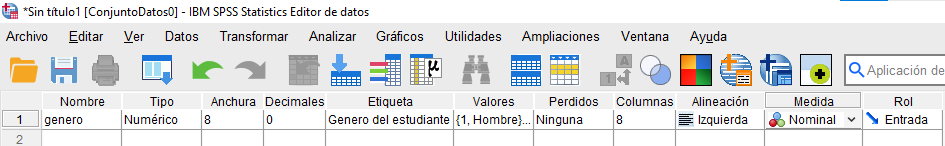 *Sin título1 [ConjuntoDatos0] - IBM SPSS Statistics Editor de datos
Archivo Editar Ver Datos Transformar Analizar Gráficos Utilidades Ampliaciones Ventana Ayuda
Aplicación de
Nombre Tipo Anchura Decimales Etiqueta Valores Perdidos Columnas Alineación Medida Rol
1 genero Numérico 8 0 Genero del estudiante {1, Hombre}... Ninguna 8 Izquierda Nominal Entrada
2